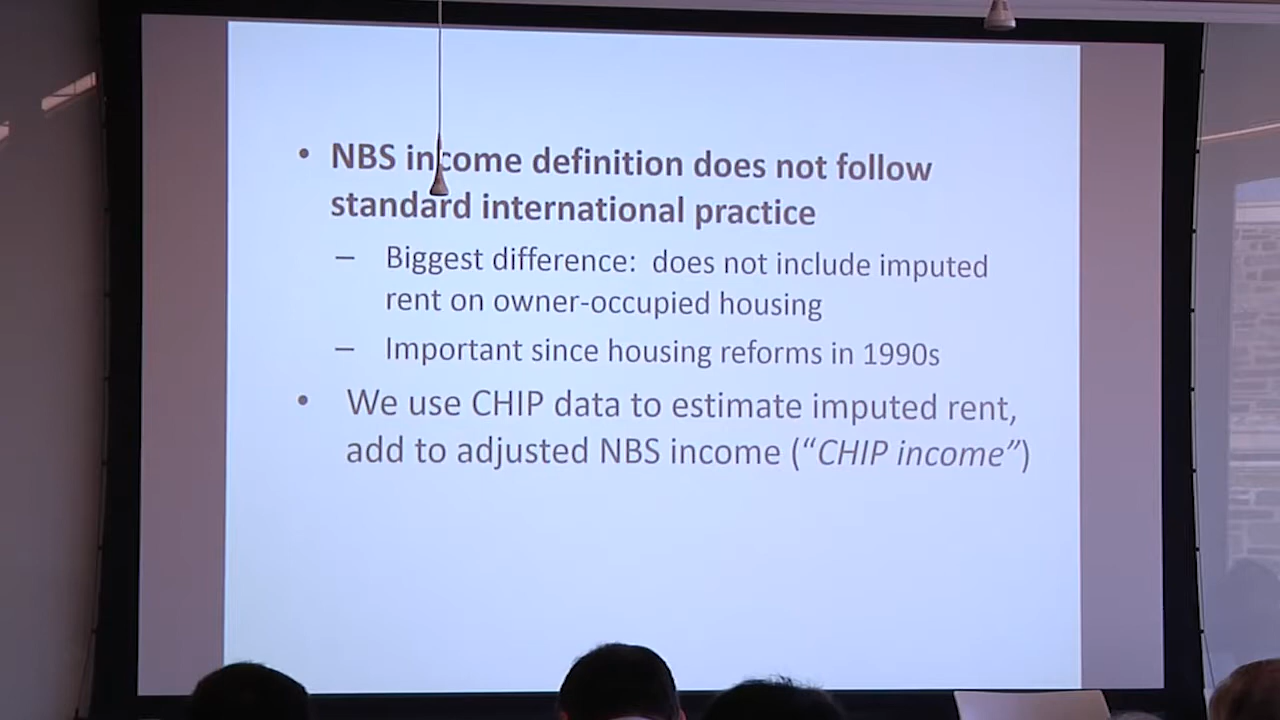 • NBS income definition does not follow
standard international practice
– Biggest difference: does not include imputed
rent on owner-occupied housing
– Important since housing reforms in 1990s
• We use CHIP data to estimate imputed rent,
add to adjusted NBS income (“CHIP income”)